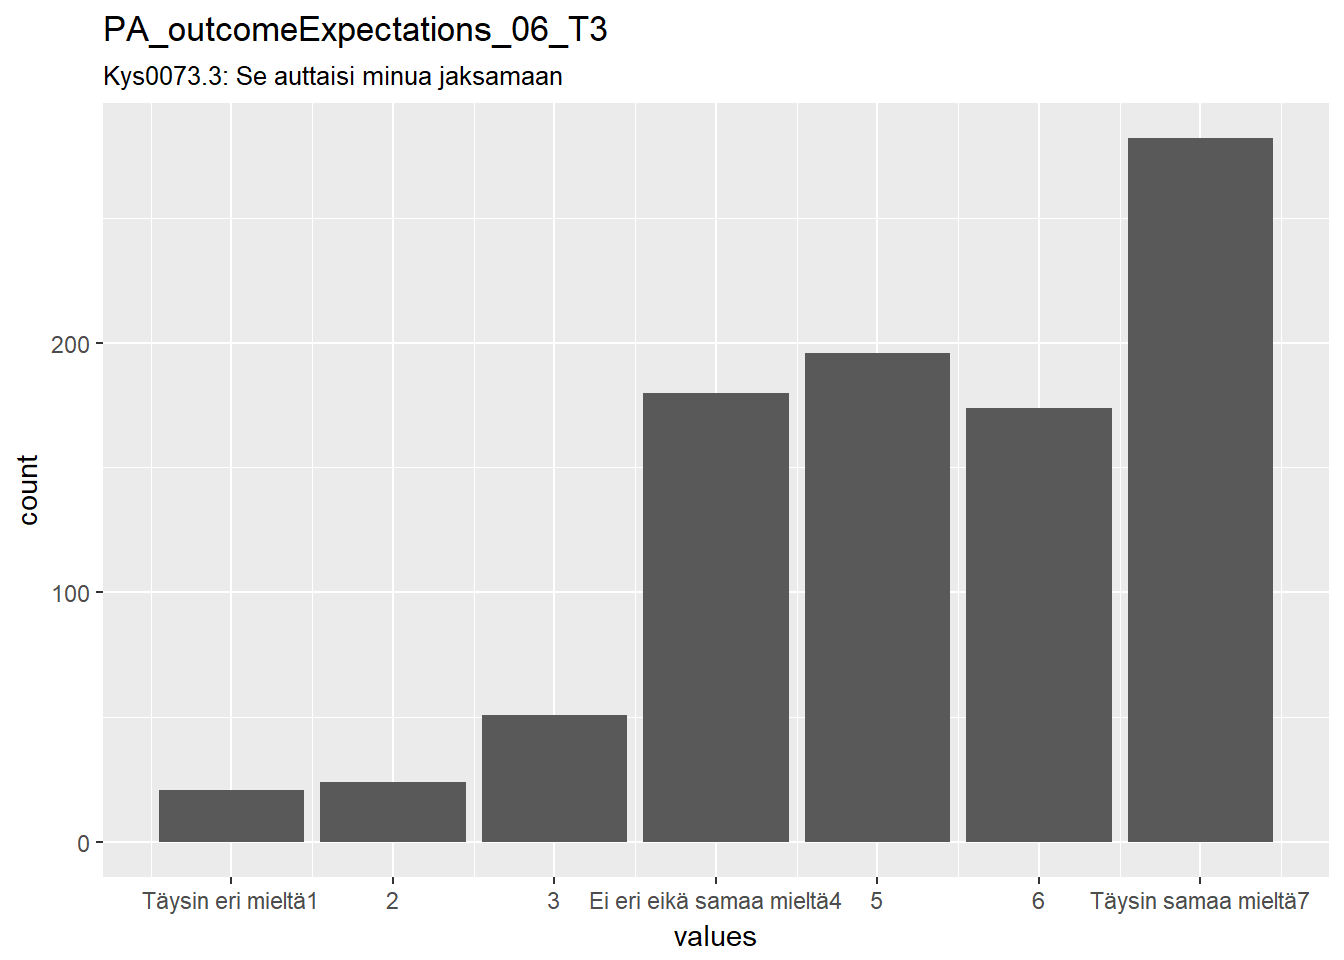 PA_outcomeExpectations_06_T3
Kys0073.3: Se auttaisi minua jaksamaan
count
200
100
0
Täysin eri mieltä1 2 3 Ei eri eikä samaa mieltä4 5 6 Täysin samaa mieltä7
values